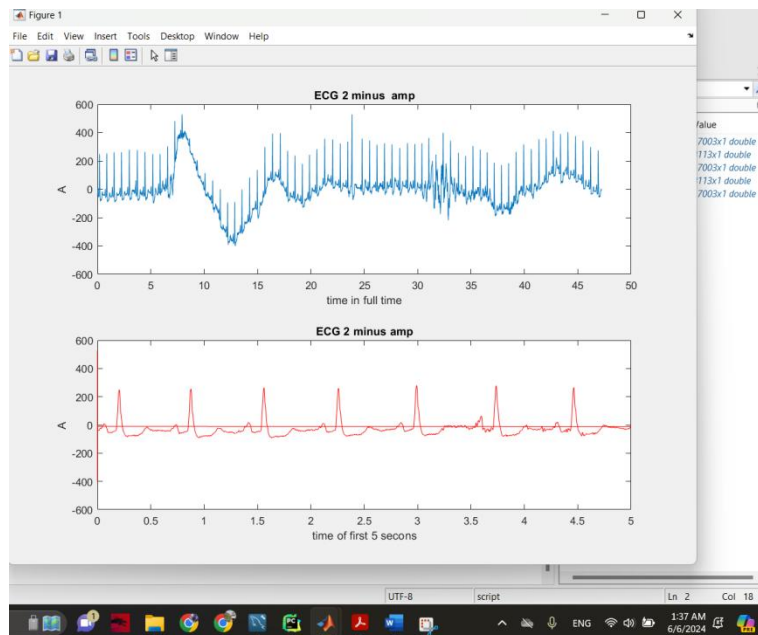 Figure 1
File Edit View Insert Tools Desktop Window Help
ECG 2 minus amp
600
400
200
0
-200
-400
-600
A
0 5 10 15 20 25 30 35 40 45 50
time in full time
ECG 2 minus amp
600
400
200
0
-200
-400
-600
A
0 0.5 1 1.5 2 2.5 3 3.5 4 4.5 5
time of first 5 secons
Value
7003x1 double
113x1 double
7003x1 double
113x1 double
7003x1 double
UTF-8 script Ln 2 Col 18
ENG
1:37 AM
6/6/2024